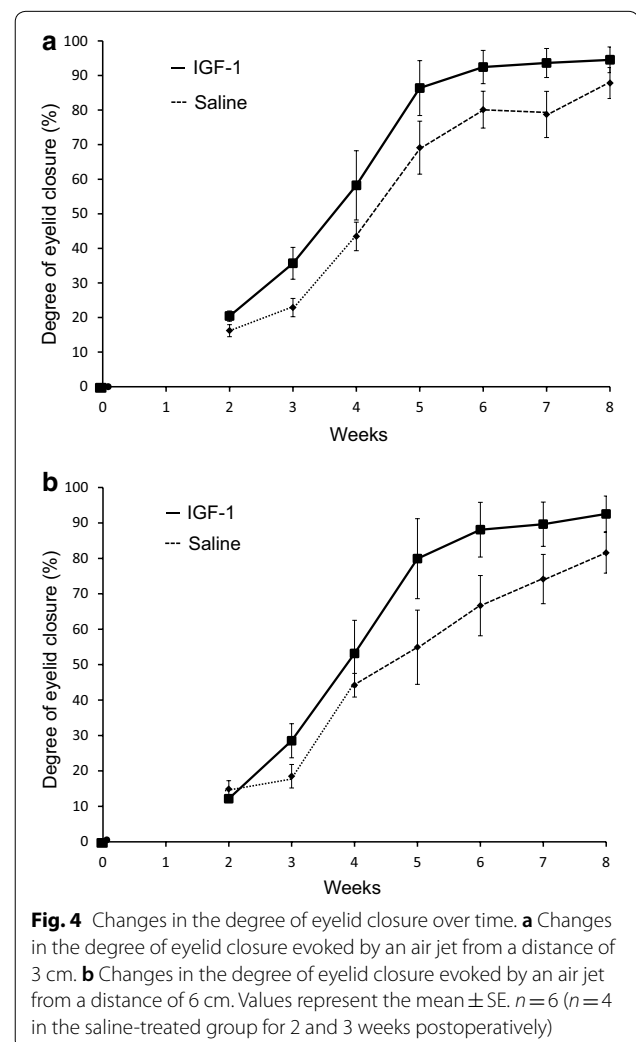 a
100
90
80
70
60
50
40
30
20
10
0
Degree of eyelid closure (%)
IGF-1
Saline
0 1 2 3 4 5 6 7 8
Weeks
b
100
90
80
70
60
50
40
30
20
10
0
Degree of eyelid closure (%)
IGF-1
Saline
0 1 2 3 4 5 6 7 8
Weeks
Fig. 4 Changes in the degree of eyelid closure over time. a Changes
in the degree of eyelid closure evoked by an air jet from a distance of
3 cm. b Changes in the degree of eyelid closure evoked by an air jet
from a distance of 6 cm. Values represent the mean ± SE. n = 6 (n = 4
in the saline-treated group for 2 and 3 weeks postoperatively)